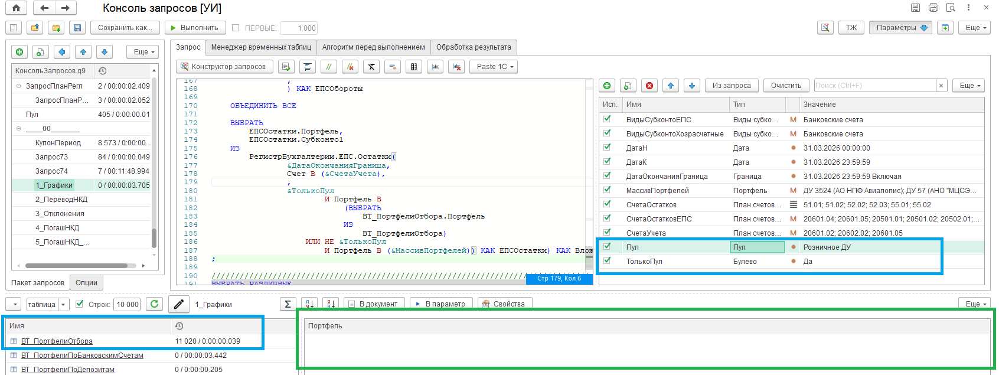 Консоль запросов [УИ]
Сохранить как... Выполнить ПЕРВЫЕ: 1 000 ТЖ Параметры Еще
Еще
КонсольЗапросов.q9
ЗапросПланРегл 2 / 00:00:02.409
ЗапросПланР... 3 / 00:00:02.052
Пул 405 / 0:00:00.01
____00_______
КупонПериод 8 573 / 0:00:00..
Запрос73 84 / 0:00:00.049
Запрос74 7 / 00:11:48.994
1_Графики 0 / 00:00:03.705
2_ПереводНКД
3_Отклонения
4_ПогашНКД
5_ПогашНКД_...
Пакет запросов Опции
Запрос Менеджер временных таблиц Алгоритм перед выполнением Обработка результата
Конструктор запросов Paste 1C
167 ,
168 ) КАК ЕПСОбороты
169
170 ОБЪЕДИНИТЬ ВСЕ
171
172 ВЫБРАТЬ
173 ЕПСОстатки.Портфель,
174 ЕПСОстатки.Субконто1
175 ИЗ
176 РегистрБухгалтерии.ЕПС.Остатки(
177 &ДатаОкончанияГраница,
178 Счет В (&СчетаУчета),
179 ,
180 &ТолькоПул
181 И Портфель В
182 (ВЫБРАТЬ
183 ВТ_ПортфелиОтбора.Портфель
184 ИЗ
185 ВТ_ПортфелиОтбора)
186 ИЛИ НЕ &ТолькоПул
187 И Портфель В (&МассивПортфелей)) КАК ЕПСОстатки) КАК Влож
188 ;
189
190 ////////////////////////////////////////////////////////////////////////////////
191 ВЫБРАТЬ РАЗЛИЧНЫЕ
Стр 179, Кол 6
Из запроса Очистить Поиск (Ctrl+F) Еще
Исп. Имя Тип Значение
ВидыСубконтоЕПС Виды субко... М Банковские счета
ВидыСубконтоХозрасчетные Виды субко... М Банковские счета
ДатаН Дата 31.03.2026 00:00:00
ДатаК Дата 31.03.2026 23:59:59
ДатаОкончанияГраница Граница 31.03.2026 23:59:59 Включая
МассивПортфелей Портфель М ДУ 3524 (АО НПФ Авиаполис); ДУ 57 (АНО "МЦСЭ...
СчетаОстатков План счетов... 51.01; 51.02; 52.02; 52.03; 55.01; 55.02
СчетаОстатковЕПС План счетов... М 20601.04; 20601.05; 20501.01; 20501.02; 20502.01;...
СчетаУчета План счетов... М 20601.02; 20602.02; 20601.05
Пул Пул Розничное ДУ
ТолькоПул Булево Да
таблица Строк: 10 000 1_Графики Σ В документ В параметр Свойства Еще
Имя
ВТ_ПортфелиОтбора 11 020 / 0:00:00.039
ВТ_ПортфелиПоБанковскимСчетам 0 / 00:00:03.442
ВТ_ПортфелиПоДепозитам 0 / 0:00:00.205
Портфель